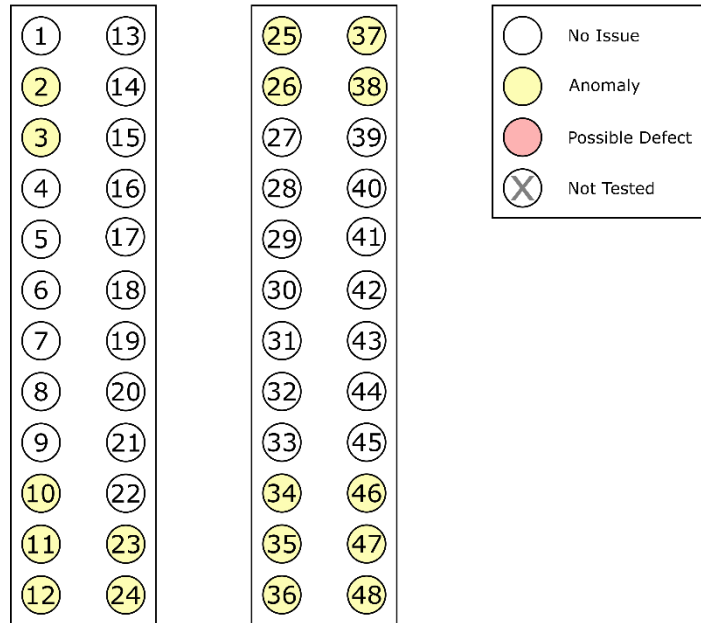 1 13 25 37 No Issue
2 14 26 38 Anomaly
3 15 27 39 Possible Defect
4 16 28 40 X Not Tested
5 17 29 41
6 18 30 42
7 19 31 43
8 20 32 44
9 21 33 45
10 22 34 46
11 23 35 47
12 24 36 48